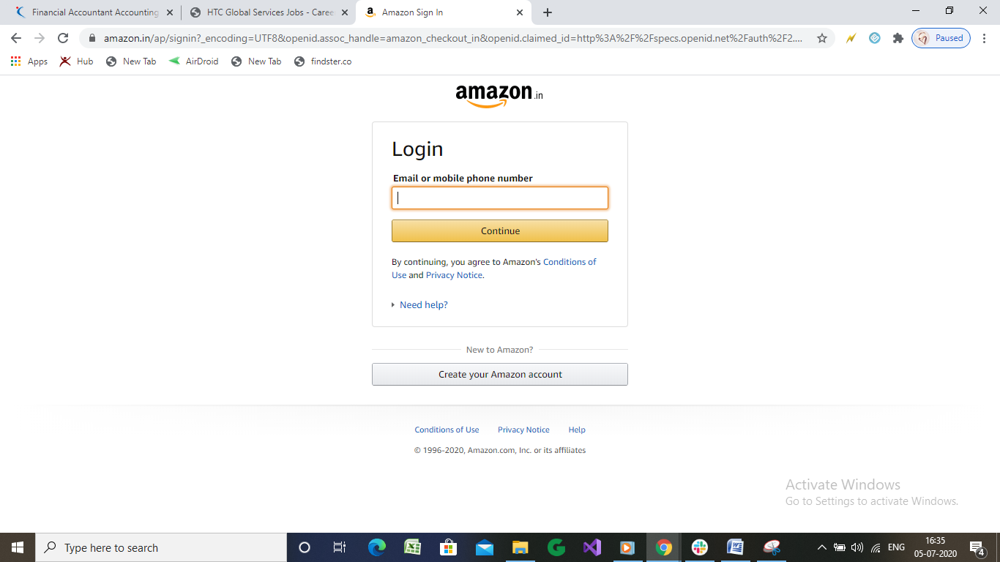 Financial Accountant Accounting
HTC Global Services Jobs - Caree
Amazon Sign In
amazon.in/ap/signin?_encoding=UTF8&openid.assoc_handle=amazon_checkout_in&openid.claimed_id=http%3A%2F%2Fspecs.openid.net%2Fauth%2F2....
Paused
Apps
Hub
New Tab
AirDroid
New Tab
findster.co
amazon.in
Login
Email or mobile phone number
Continue
By continuing, you agree to Amazon's Conditions of
Use and Privacy Notice.
Need help?
New to Amazon?
Create your Amazon account
Conditions of Use Privacy Notice Help
© 1996-2020, Amazon.com, Inc. or its affiliates
Activate Windows
Go to Settings to activate Windows.
Type here to search
ENG
16:35
05-07-2020
4